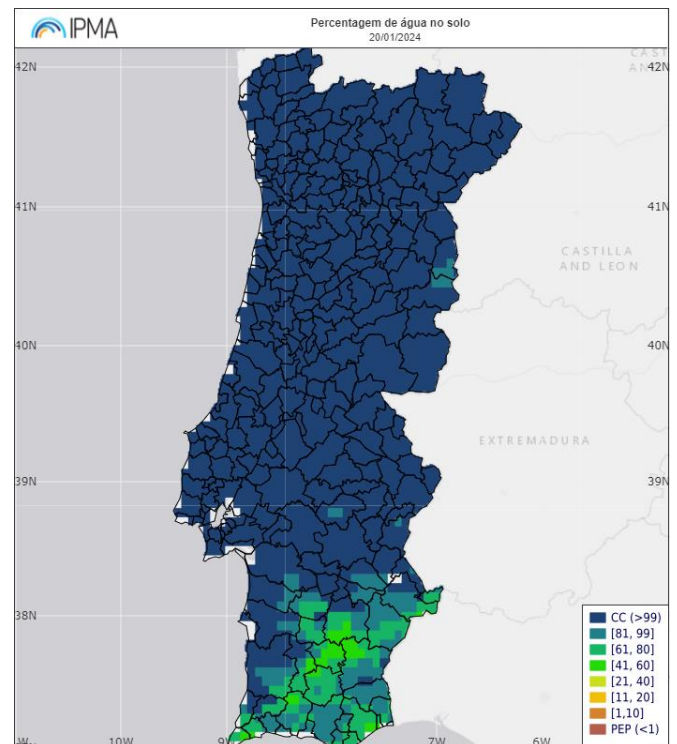 IPMA
Percentagem de água no solo
20/01/2024
42N
42N
41N
41N
CASTILLA
AND LEON
40N
40N
EXTREMADURA
39N
39N
38N
CC (>99)
[81, 99]
[61, 80]
[41, 60]
[21, 40]
[11, 20]
[1,10]
PEP (<1)
10W
9W
7W
6W